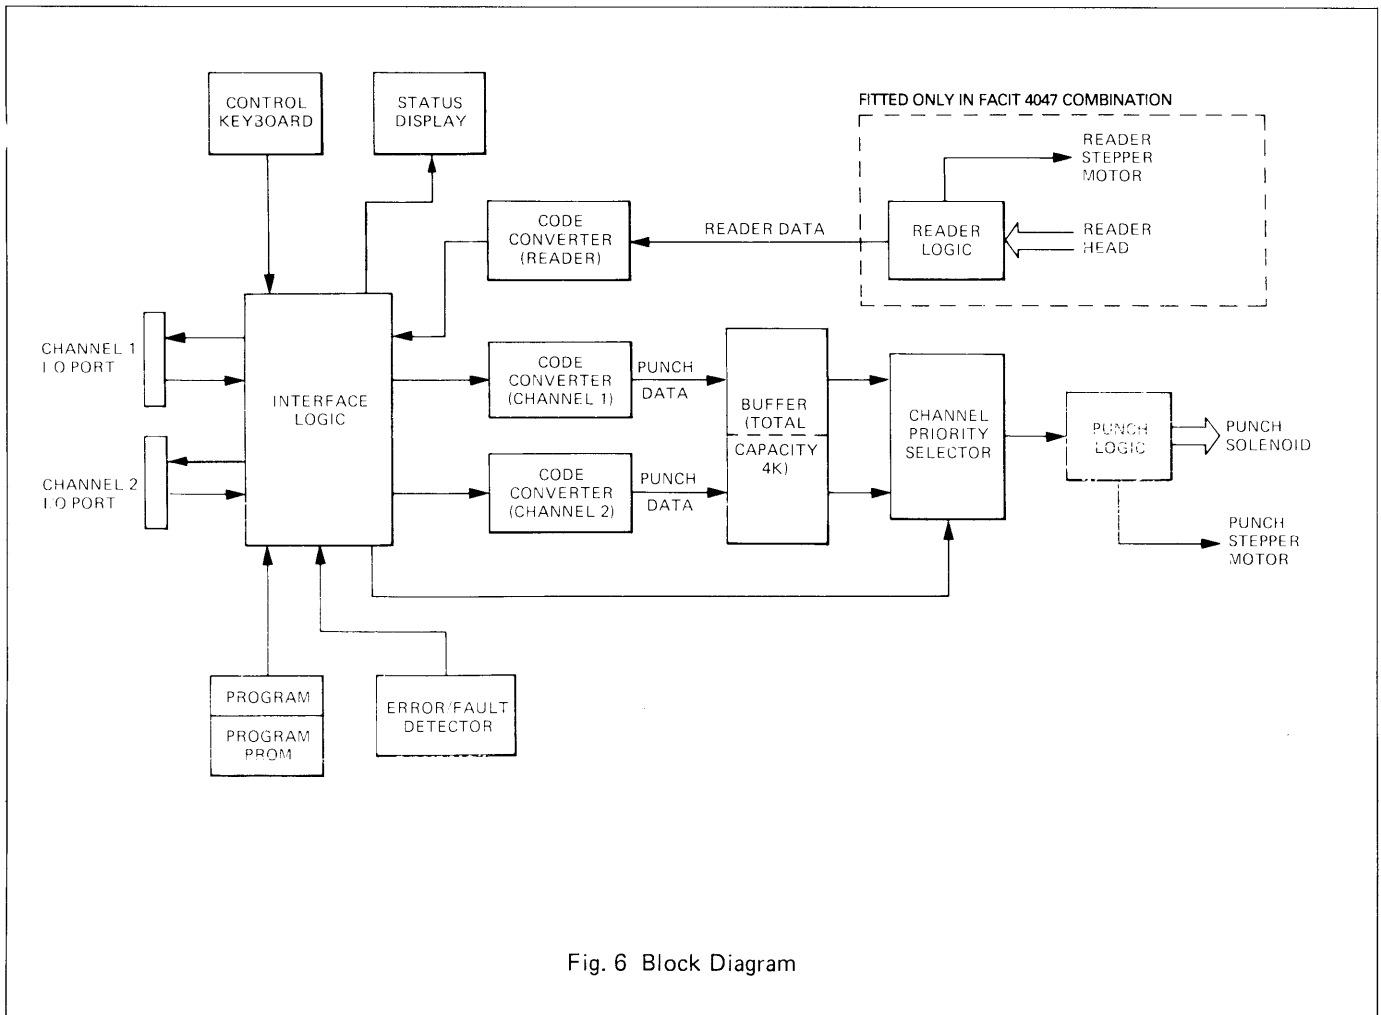 CONTROL
KEYBOARD
STATUS
DISPLAY
FITTED ONLY IN FACIT 4047 COMBINATION
READER
STEPPER
MOTOR
CODE
CONVERTER
(READER)
READER DATA
READER
LOGIC
READER
HEAD
CHANNEL 1
I/O PORT
INTERFACE
LOGIC
CODE
CONVERTER
(CHANNEL 1)
PUNCH
DATA
BUFFER
(TOTAL
CAPACITY
4K)
CHANNEL
PRIORITY
SELECTOR
PUNCH
LOGIC
PUNCH
SOLENOID
CHANNEL 2
I/O PORT
CODE
CONVERTER
(CHANNEL 2)
PUNCH
DATA
PUNCH
STEPPER
MOTOR
PROGRAM
PROGRAM
PROM
ERROR/FAULT
DETECTOR
Fig. 6 Block Diagram